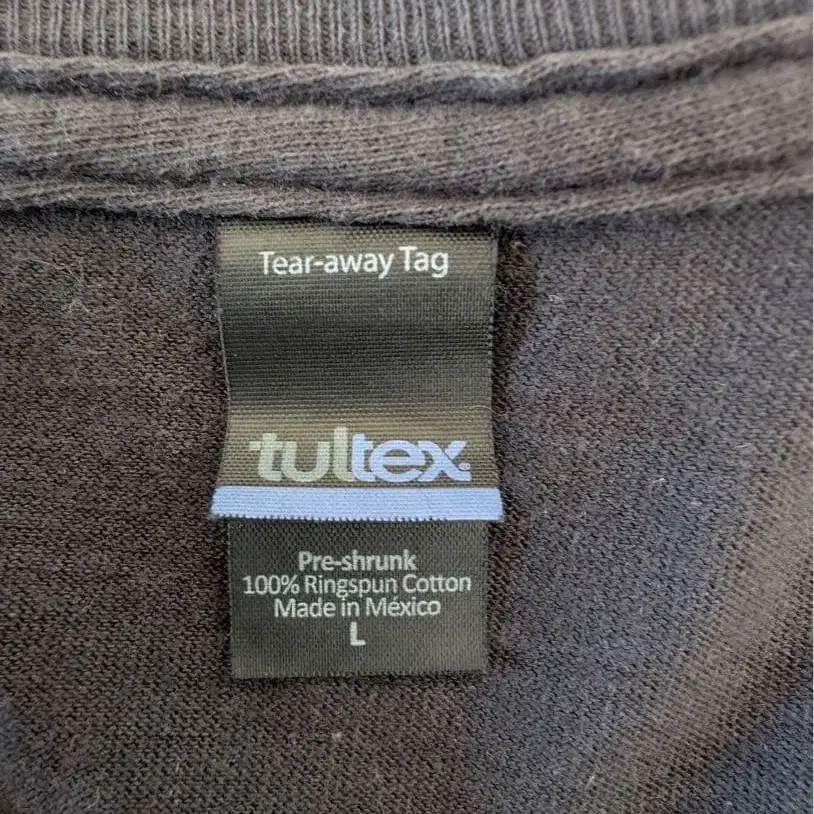 Tear-away Tag
tultex
Pre-shrunk
100% Ringspun Cotton
Made in México
L